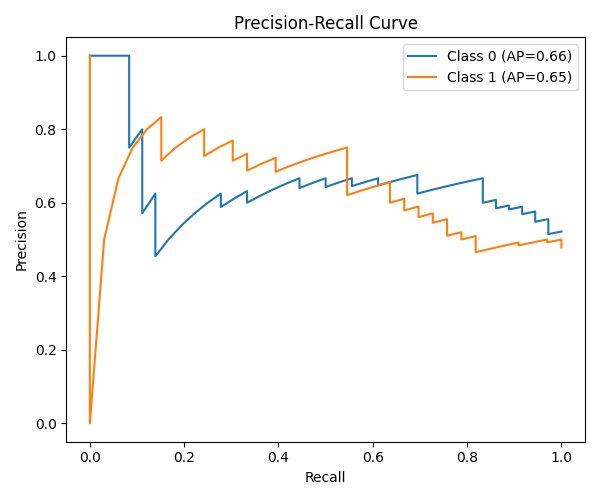 Precision-Recall Curve
Class 0 (AP=0.66)
Class 1 (AP=0.65)
1.0
0.8
0.6
0.4
0.2
0.0
Precision
0.0 0.2 0.4 0.6 0.8 1.0
Recall